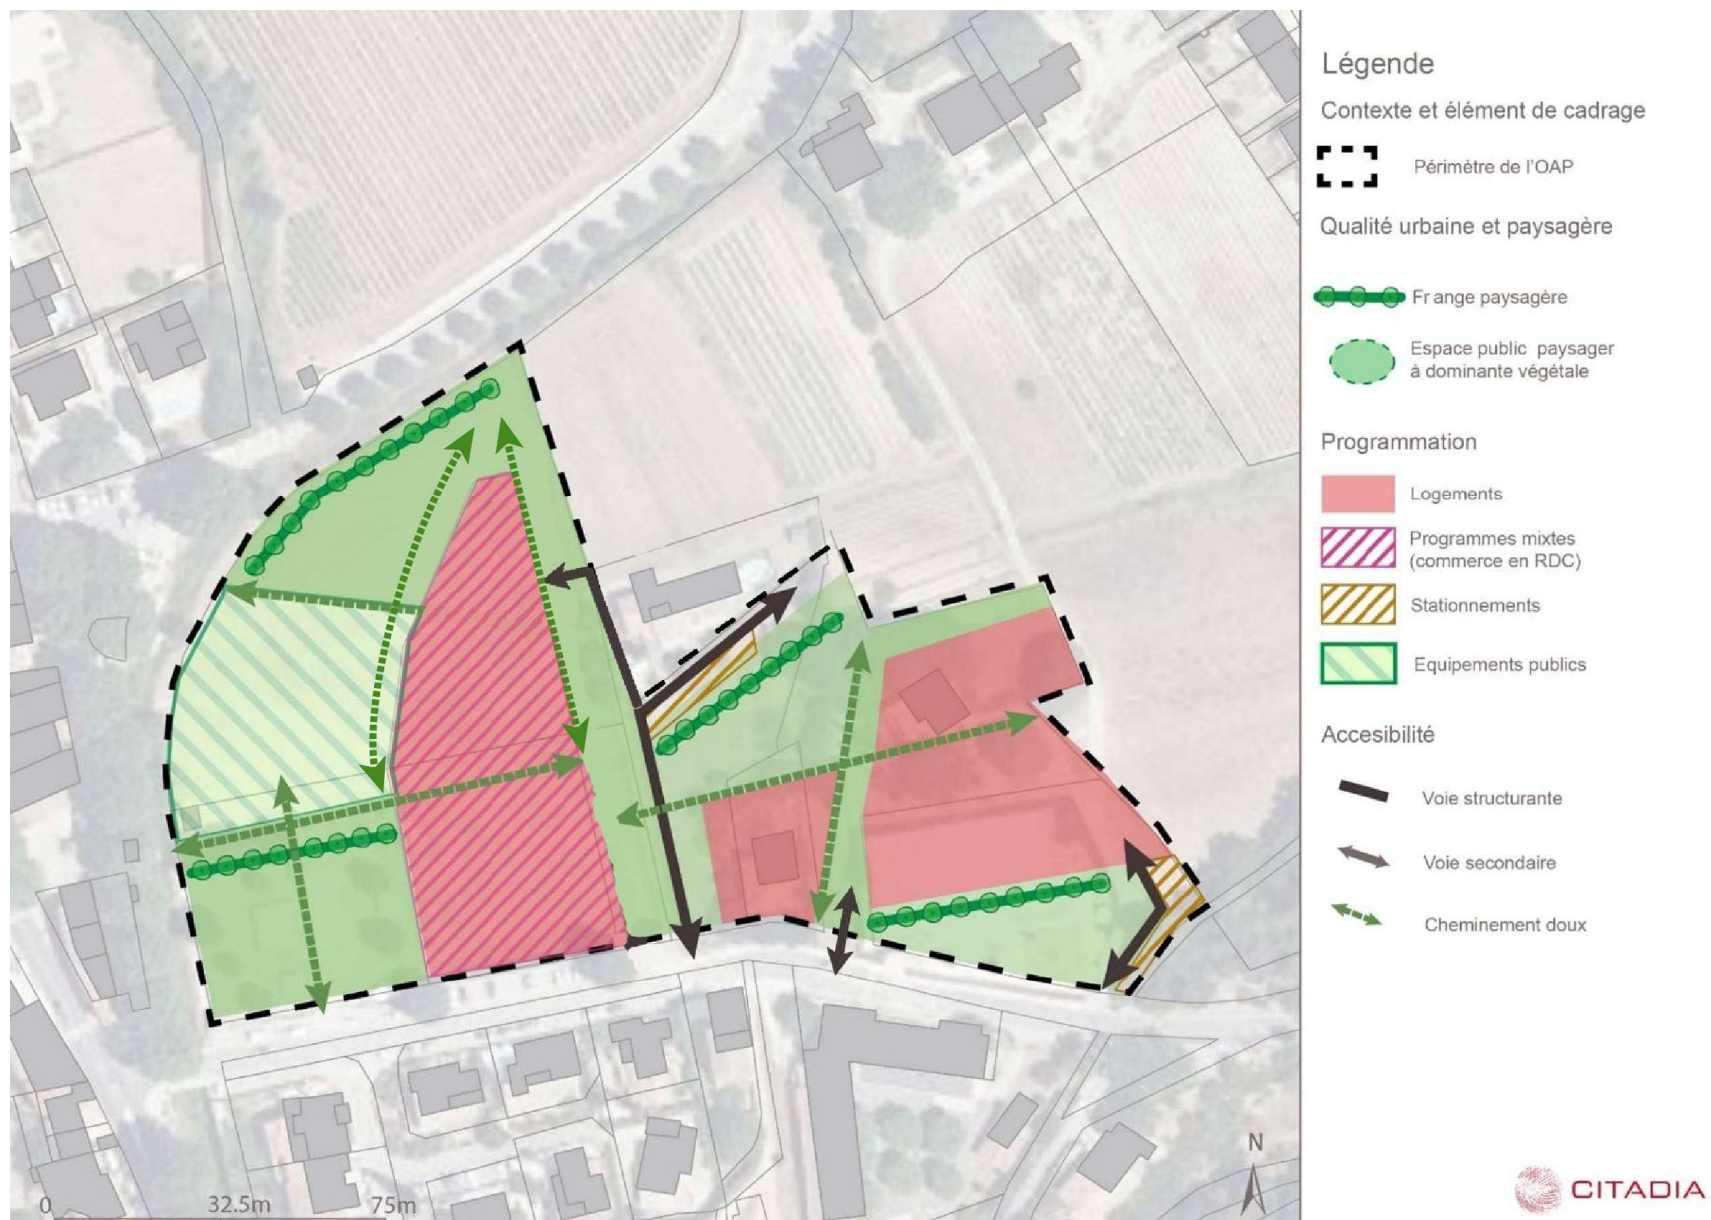 Légende
Contexte et élément de cadrage
Périmètre de l'OAP
Qualité urbaine et paysagère
Fr ange paysagère
Espace public paysager
à dominante végétale
Programmation
Logements
Programmes mixtes
(commerce en RDC)
Stationnements
Equipements publics
Accesibilité
Voie structurante
Voie secondaire
Cheminement doux
N
0 32.5m 75m
CITADIA